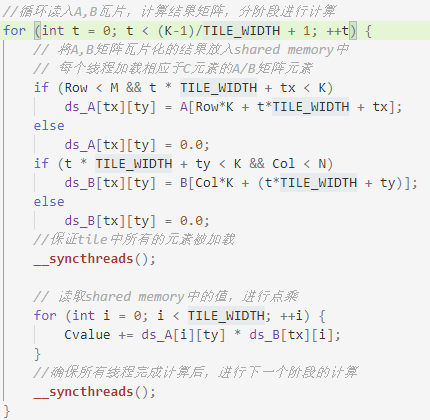 //循环读入A,B瓦片，计算结果矩阵，分阶段进行计算
for (int t = 0; t < (K-1)/TILE_WIDTH + 1; ++t) {
// 将A,B矩阵瓦片化的结果放入shared memory中
// 每个线程加载相应于C元素的A/B矩阵元素
if (Row < M && t * TILE_WIDTH + tx < K)
ds_A[tx][ty] = A[Row*K + t*TILE_WIDTH + tx];
else
ds_A[tx][ty] = 0.0;
if (t * TILE_WIDTH + ty < K && Col < N)
ds_B[tx][ty] = B[Col*K + (t*TILE_WIDTH + ty)];
else
ds_B[tx][ty] = 0.0;
//保证tile中所有的元素被加载
__syncthreads();
// 读取shared memory中的值，进行点乘
for (int i = 0; i < TILE_WIDTH; ++i) {
Cvalue += ds_A[i][ty] * ds_B[tx][i];
}
//确保所有线程完成计算后，进行下一个阶段的计算
__syncthreads();
}